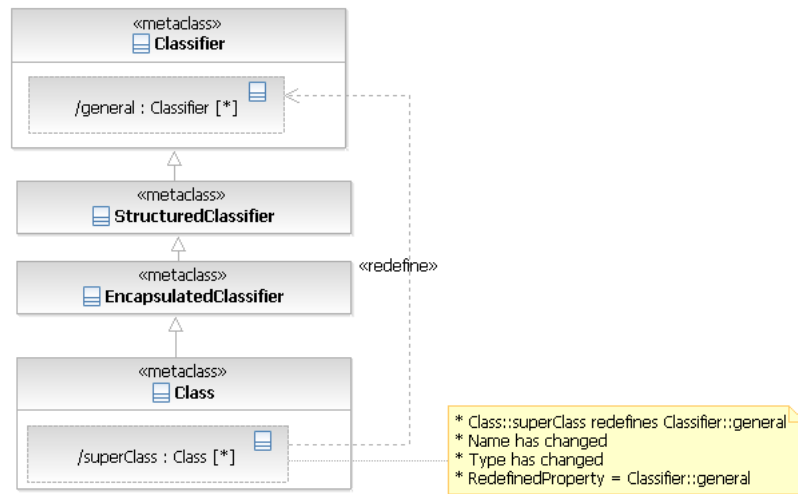 «metaclass»
Classifier
/general : Classifier [*]
«metaclass»
StructuredClassifier
«metaclass»
EncapsulatedClassifier
«redefine»
«metaclass»
Class
/superClass : Class [*]
* Class::superClass redefines Classifier::general
* Name has changed
* Type has changed
* RedefinedProperty = Classifier::general